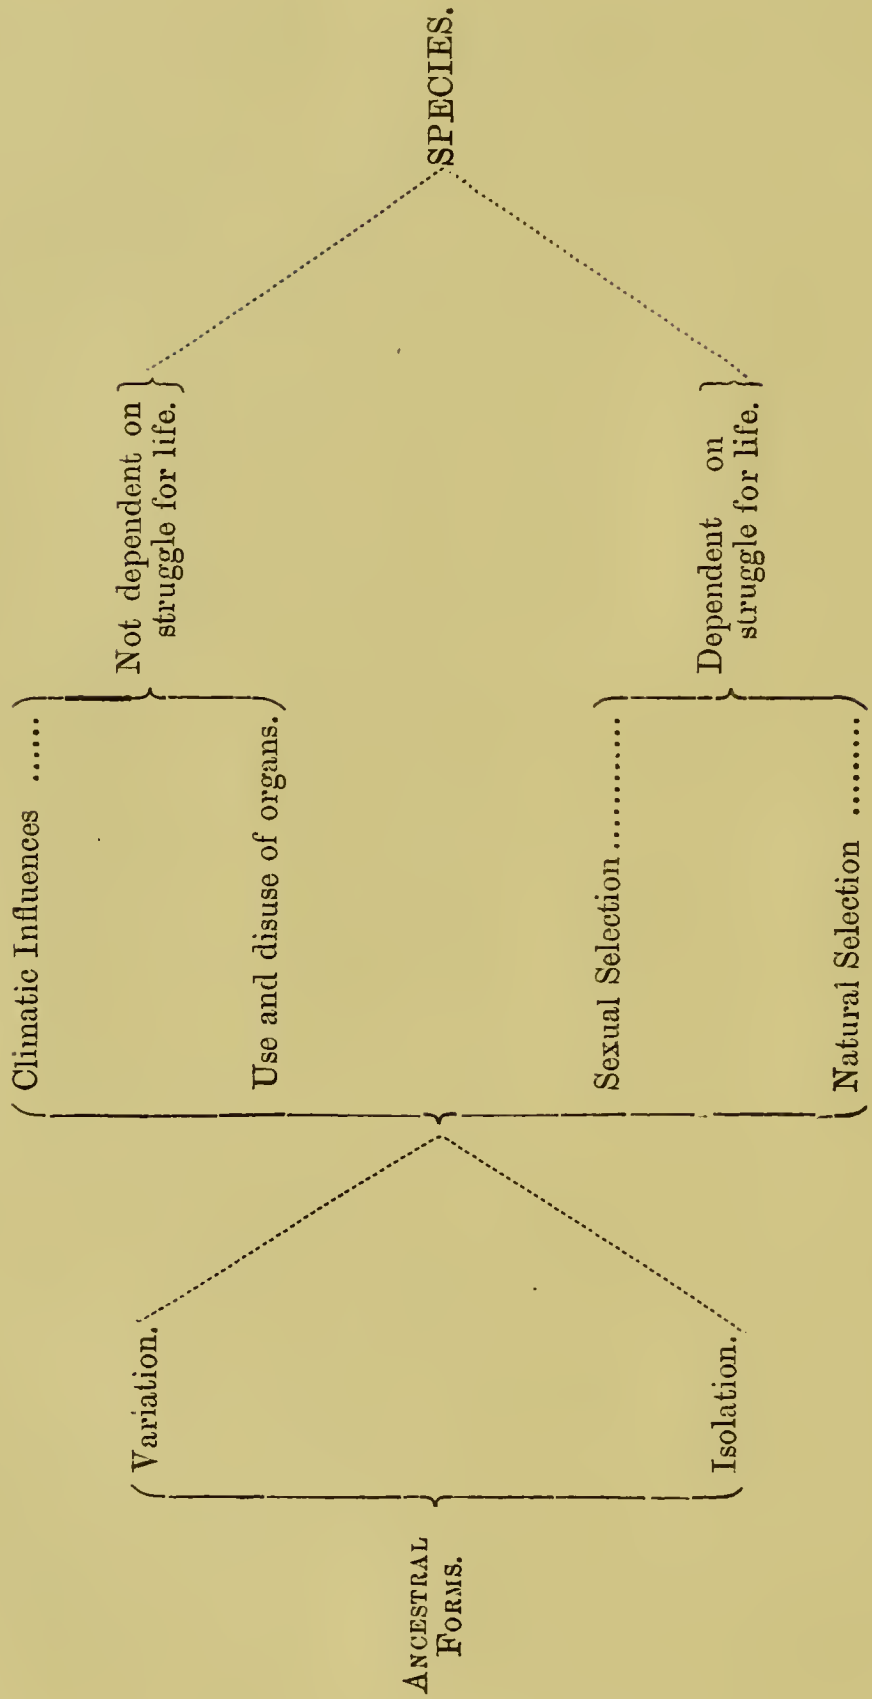 ANCESTRAL
FORMS.
Variation.
Isolation.
Climatic Influences ......
Use and disuse of organs.
Sexual Selection.............
Natural Selection ..........
Not dependent on
struggle for life.
Dependent on
struggle for life.
SPECIES.